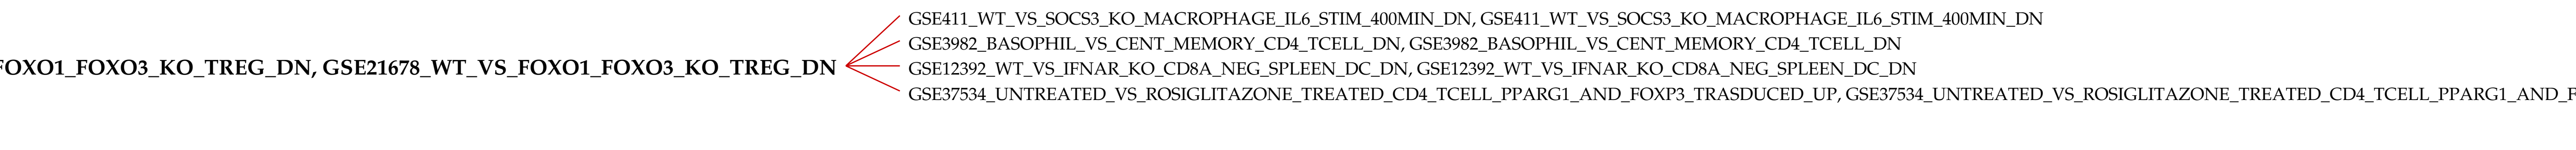 GSE411_WT_VS_SOCS3_KO_MACROPHAGE_IL6_STIM_400MIN_DN, GSE411_WT_VS_SOCS3_KO_MACROPHAGE_IL6_STIM_400MIN_DN
GSE3982_BASOPHIL_VS_CENT_MEMORY_CD4_TCELL_DN, GSE3982_BASOPHIL_VS_CENT_MEMORY_CD4_TCELL_DN
FOXO1_FOXO3_KO_TREG_DN, GSE21678_WT_VS_FOXO1_FOXO3_KO_TREG_DN
GSE12392_WT_VS_IFNAR_KO_CD8A_NEG_SPLEEN_DC_DN, GSE12392_WT_VS_IFNAR_KO_CD8A_NEG_SPLEEN_DC_DN
GSE37534_UNTREATED_VS_ROSIGLITAZONE_TREATED_CD4_TCELL_PPARG1_AND_FOXP3_TRASDUCED_UP, GSE37534_UNTREATED_VS_ROSIGLITAZONE_TREATED_CD4_TCELL_PPARG1_AND_F